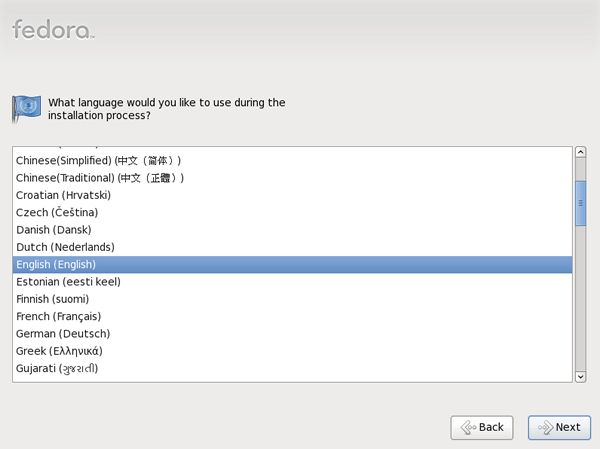 fedora
What language would you like to use during the
installation process?
Chinese(Simplified) (中文（简体）)
Chinese(Traditional) (中文（正體）)
Croatian (Hrvatski)
Czech (Čeština)
Danish (Dansk)
Dutch (Nederlands)
English (English)
Estonian (eesti keel)
Finnish (suomi)
French (Français)
German (Deutsch)
Greek (Ελληνικά)
Gujarati (ગુજરાતી)
Back
Next